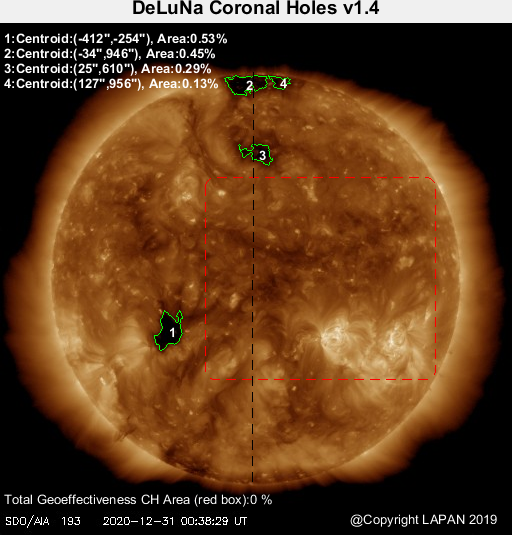 DeLuNa Coronal Holes v1.4
1:Centroid:(-412",-254"), Area:0.53%
2:Centroid:(-34",946"), Area:0.45%
3:Centroid:(25",610"), Area:0.29%
4:Centroid:(127",956"), Area:0.13%
2
4
3
1
Total Geoeffectiveness CH Area (red box):0 %
SDO/AIA 193 2020-12-31 00:38:29 UT
@Copyright LAPAN 2019